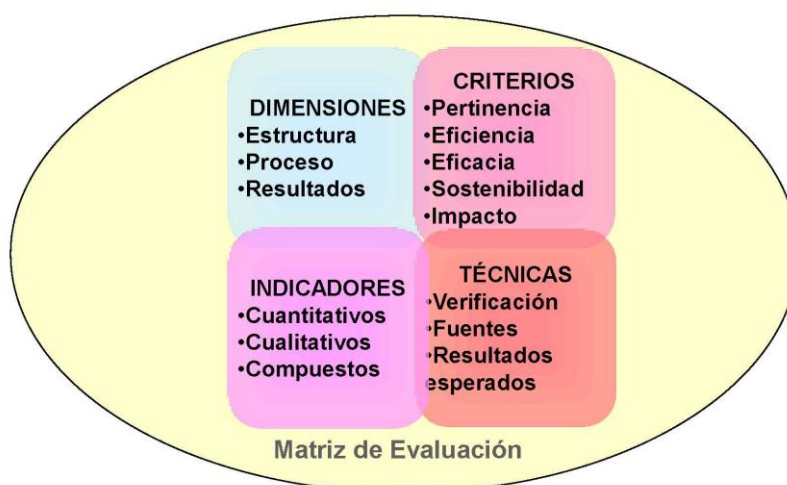 DIMENSIONES
•Estructura
•Proceso
•Resultados
CRITERIOS
•Pertinencia
•Eficiencia
•Eficacia
•Sostenibilidad
•Impacto
INDICADORES
•Cuantitativos
•Cualitativos
•Compuestos
TÉCNICAS
•Verificación
•Fuentes
•Resultados
esperados
Matriz de Evaluación